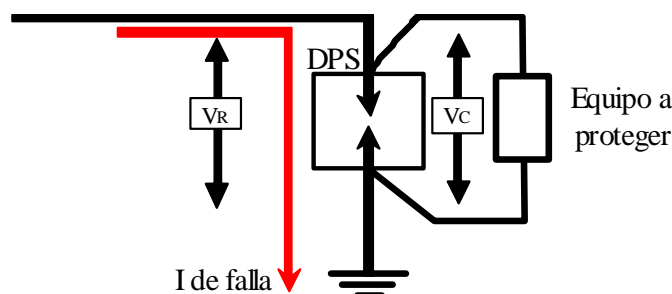 DPS
VR
VC
Equipo a
proteger
I de falla